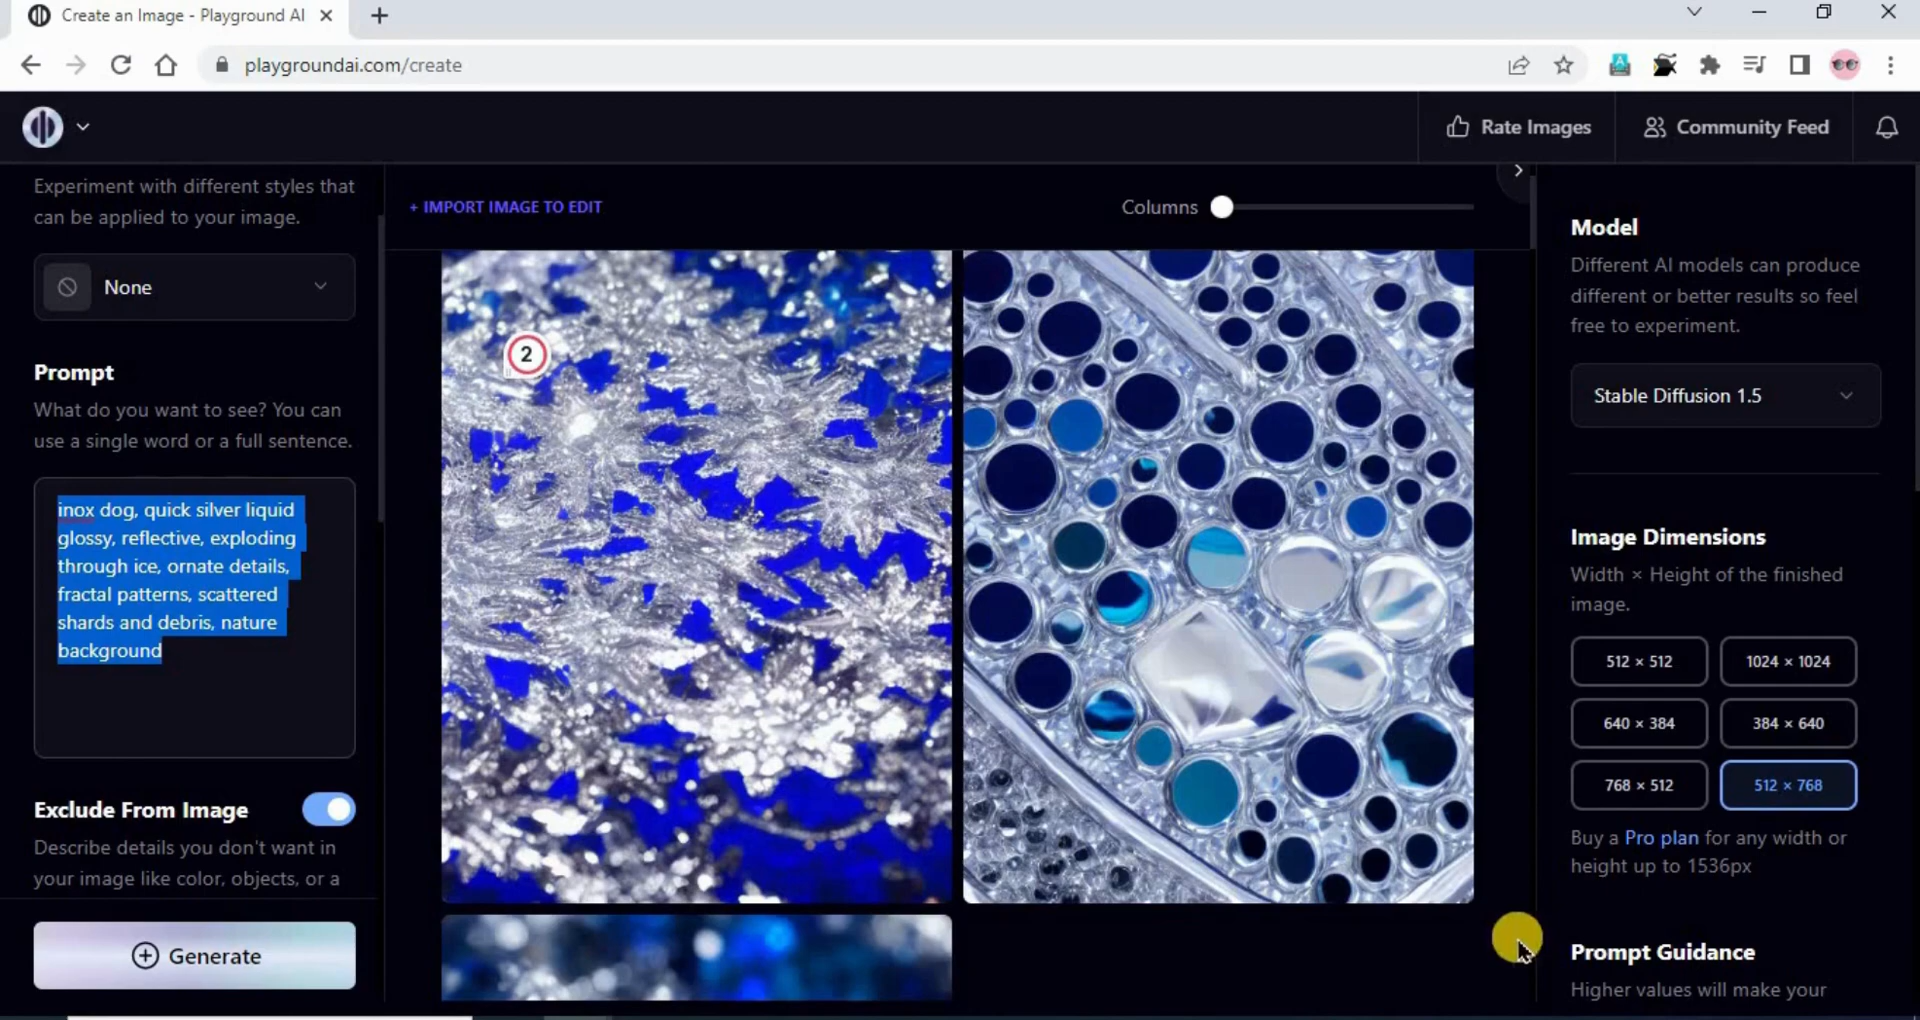 Create an Image - Playground AI
playgroundai.com/create
Rate Images
Community Feed
Experiment with different styles that
can be applied to your image.
None
Prompt
What do you want to see? You can
use a single word or a full sentence.
inox dog, quick silver liquid
glossy, reflective, exploding
through ice, ornate details,
fractal patterns, scattered
shards and debris, nature
background
Exclude From Image
Describe details you don't want in
your image like color, objects, or a
Generate
+ IMPORT IMAGE TO EDIT
Columns
2
Model
Different AI models can produce
different or better results so feel
free to experiment.
Stable Diffusion 1.5
Image Dimensions
Width × Height of the finished
image.
512 × 512
1024 × 1024
640 × 384
384 × 640
768 × 512
512 × 768
Buy a Pro plan for any width or
height up to 1536px
Prompt Guidance
Higher values will make your